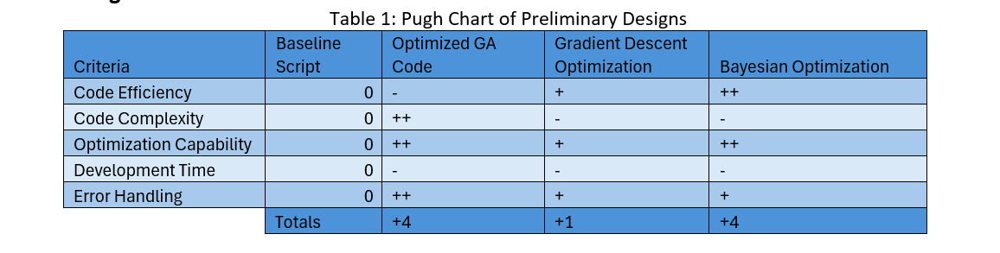 Table 1: Pugh Chart of Preliminary Designs
Criteria Baseline Script Optimized GA Code Gradient Descent Optimization Bayesian Optimization
Code Efficiency 0 - + ++
Code Complexity 0 ++ - -
Optimization Capability 0 ++ + ++
Development Time 0 - - -
Error Handling 0 ++ + +
Totals +4 +1 +4